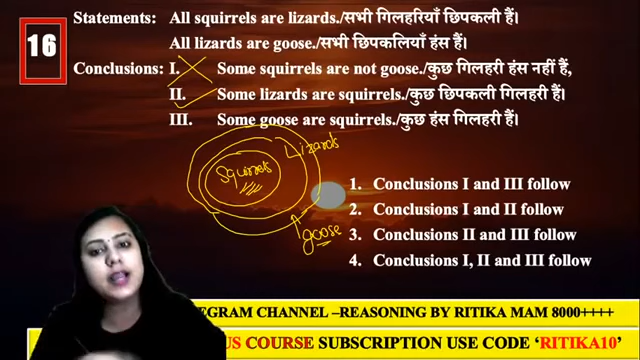 16
Statements: All squirrels are lizards./सभी गिलहरियाँ छिपकली हैं।
All lizards are goose./सभी छिपकलियाँ हंस हैं।
Conclusions: I. Some squirrels are not goose./कुछ गिलहरी हंस नहीं हैं,
II. Some lizards are squirrels./कुछ छिपकली गिलहरी हैं।
III. Some goose are squirrels./कुछ हंस गिलहरी हैं।
Squirrels
Lizards
goose
1. Conclusions I and III follow
2. Conclusions I and II follow
3. Conclusions II and III follow
4. Conclusions I, II and III follow
EGRAM CHANNEL –REASONING BY RITIKA MAM 8000++++
US COURSE SUBSCRIPTION USE CODE ‘RITIKA10’